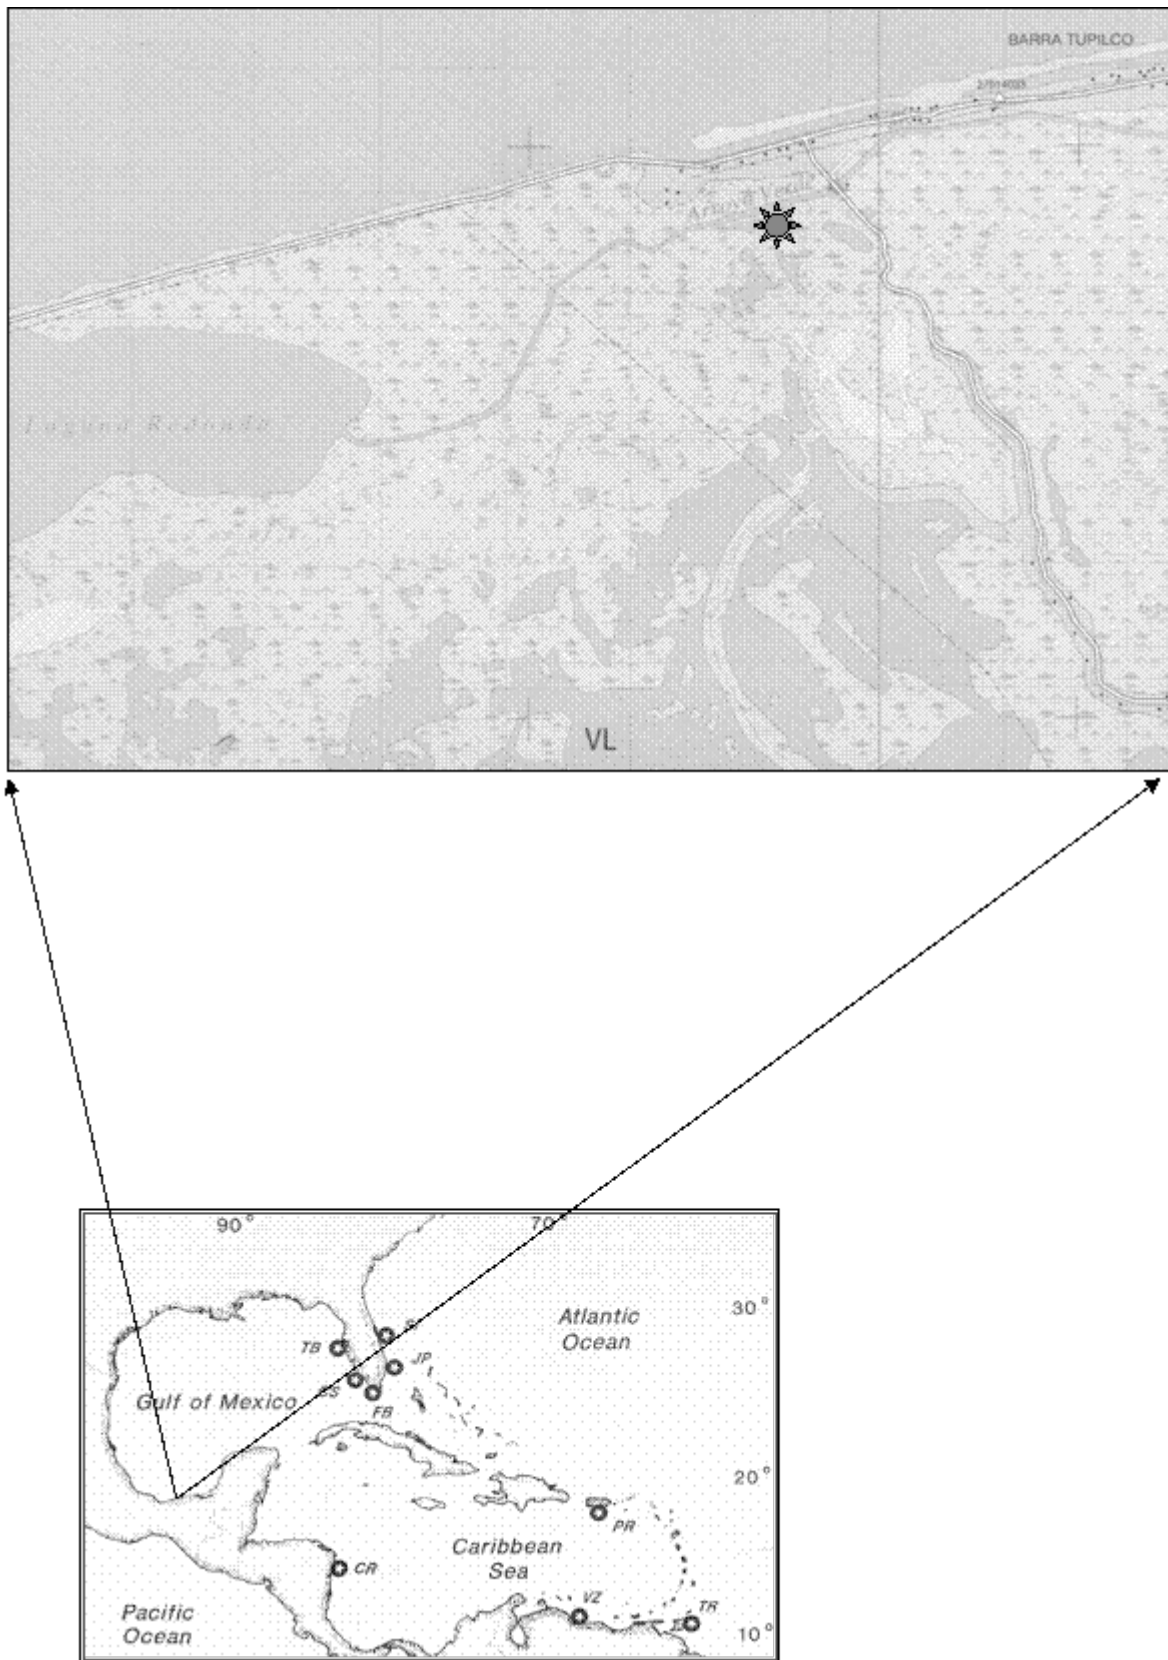 BARRA TUPILCO
Laguna Redonda
VL
90°
70°
30°
Atlantic
Ocean
TB
JP
Gulf of Mexico
FB
20°
PR
Caribbean
Sea
CR
VZ
TR
Pacific
Ocean
10°